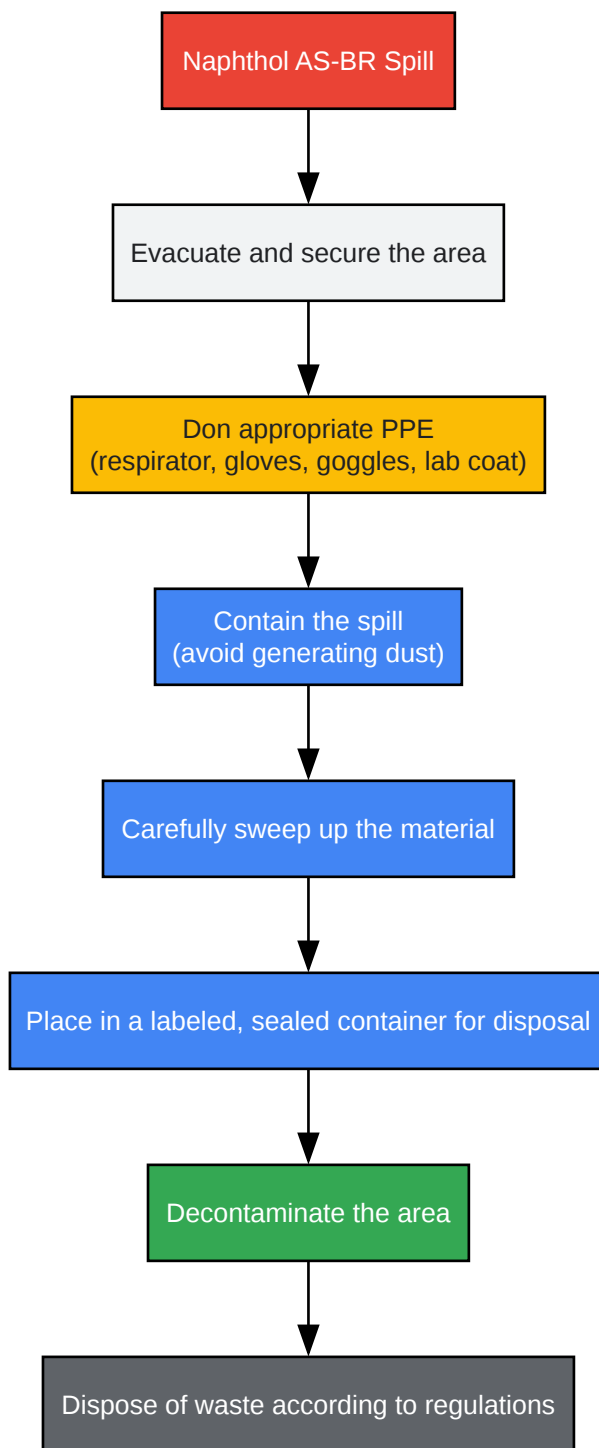 Naphthol AS-BR Spill
Evacuate and secure the area
Don appropriate PPE
(respirator, gloves, goggles, lab coat)
Contain the spill
(avoid generating dust)
Carefully sweep up the material
Place in a labeled, sealed container for disposal
Decontaminate the area
Dispose of waste according to regulations